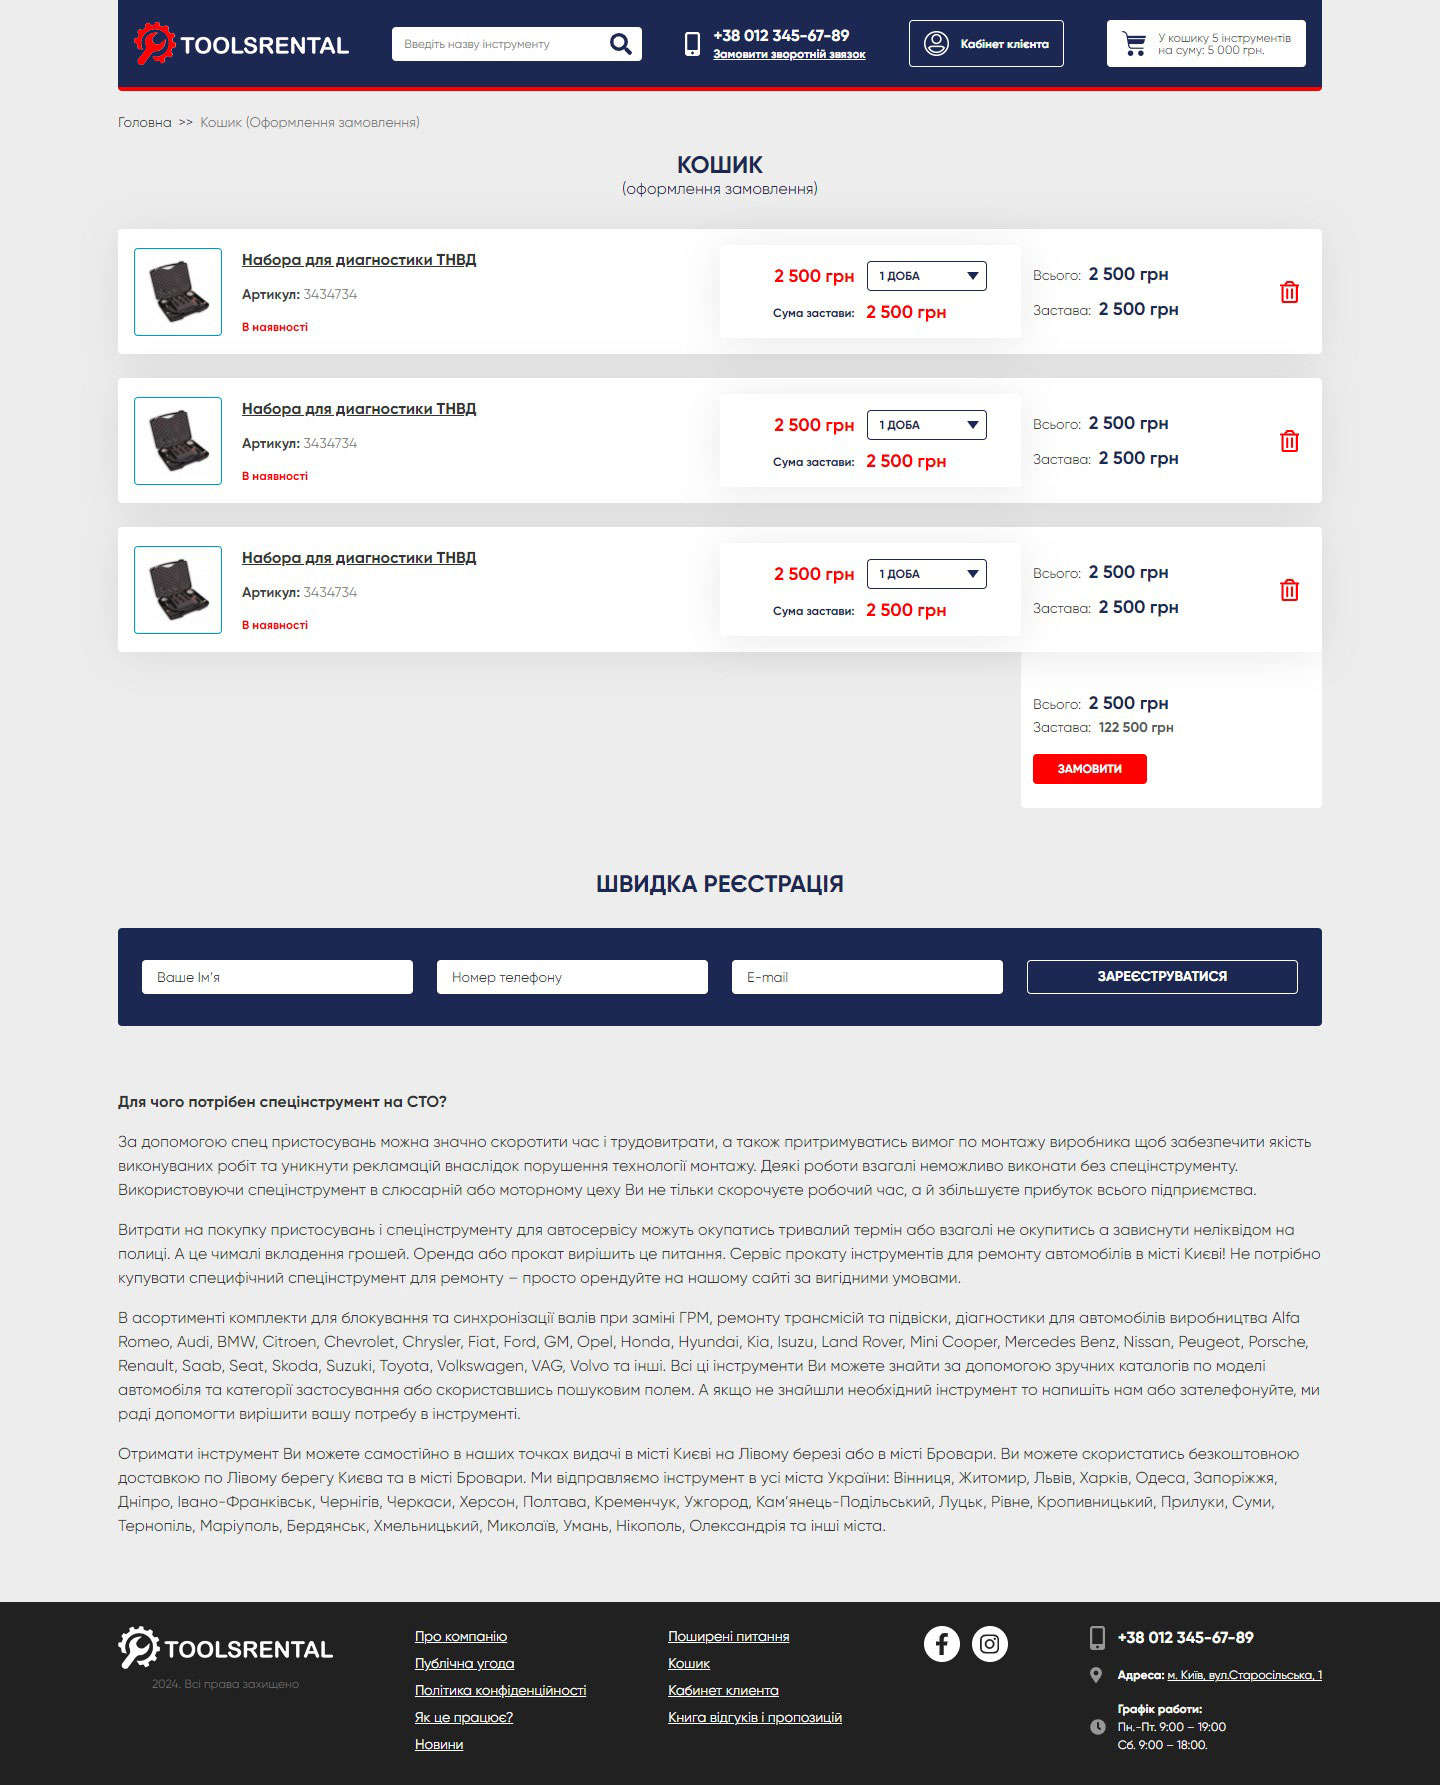 TOOLSRENTAL
Введіть назву інструменту
+38 012 345-67-89
Замовити зворотній звязок
Кабінет клієнта
У кошику 5 інструментів
на суму: 5 000 грн.
Головна >> Кошик (Оформлення замовлення)
КОШИК
(оформлення замовлення)
Набора для диагностики ТНВД
Артикул: 3434734
В наявності
2 500 грн 1 ДОБА
Сума застави: 2 500 грн
Всього: 2 500 грн
Застава: 2 500 грн
Набора для диагностики ТНВД
Артикул: 3434734
В наявності
2 500 грн 1 ДОБА
Сума застави: 2 500 грн
Всього: 2 500 грн
Застава: 2 500 грн
Набора для диагностики ТНВД
Артикул: 3434734
В наявності
2 500 грн 1 ДОБА
Сума застави: 2 500 грн
Всього: 2 500 грн
Застава: 2 500 грн
Всього: 2 500 грн
Застава: 122 500 грн
ЗАМОВИТИ
ШВИДКА РЕЄСТРАЦІЯ
Ваше Ім’я
Номер телефону
E-mail
ЗАРЕЄСТРУВАТИСЯ
Для чого потрібен спецінструмент на СТО?
За допомогою спец пристосувань можна значно скоротити час і трудовитрати, а також притримуватись вимог по монтажу виробника щоб забезпечити якість
виконуваних робіт та уникнути рекламацій внаслідок порушення технології монтажу. Деякі роботи взагалі неможливо виконати без спецінструменту.
Використовуючи спецінструмент в слюсарній або моторному цеху Ви не тільки скорочуєте робочий час, а й збільшуєте прибуток всього підприємства.
Витрати на покупку пристосувань і спецінструменту для автосервісу можуть окупатись тривалий термін або взагалі не окупитись а зависнути неліквідом на
полиці. А це чималі вкладення грошей. Оренда або прокат вирішить це питання. Сервіс прокату інструментів для ремонту автомобілів в місті Києві! Не потрібно
купувати специфічний спецінструмент для ремонту – просто орендуйте на нашому сайті за вигідними умовами.
В асортименті комплекти для блокування та синхронізації валів при заміні ГРМ, ремонту трансмісій та підвіски, діагностики для автомобілів виробництва Alfa
Romeo, Audi, BMW, Citroen, Chevrolet, Chrysler, Fiat, Ford, GM, Opel, Honda, Hyundai, Kia, Isuzu, Land Rover, Mini Cooper, Mercedes Benz, Nissan, Peugeot, Porsche,
Renault, Saab, Seat, Skoda, Suzuki, Toyota, Volkswagen, VAG, Volvo та інші. Всі ці інструменти Ви можете знайти за допомогою зручних каталогів по моделі
автомобіля та категорії застосування або скориставшись пошуковим полем. А якщо не знайшли необхідний інструмент то напишіть нам або зателефонуйте, ми
раді допомогти вирішити вашу потребу в інструменті.
Отримати інструмент Ви можете самостійно в наших точках видачі в місті Києві на Лівому березі або в місті Бровари. Ви можете скористатись безкоштовною
доставкою по Лівому берегу Києва та в місті Бровари. Ми відправляємо інструмент в усі міста України: Вінниця, Житомир, Львів, Харків, Одеса, Запоріжжя,
Дніпро, Івано-Франківськ, Чернігів, Черкаси, Херсон, Полтава, Кременчук, Ужгород, Кам’янець-Подільський, Луцьк, Рівне, Кропивницький, Прилуки, Суми,
Тернопіль, Маріуполь, Бердянськ, Хмельницький, Миколаїв, Умань, Нікополь, Олександрія та інші міста.
TOOLSRENTAL
2024. Всі права захищено
Про компанію
Публічна угода
Політика конфіденційності
Як це працює?
Новини
Поширені питання
Кошик
Кабинет клиента
Книга відгуків і пропозицій
+38 012 345-67-89
Адреса: м. Київ, вул.Старосільська, 1
Графік работи:
Пн.-Пт. 9:00 – 19:00
Сб. 9:00 – 18:00.